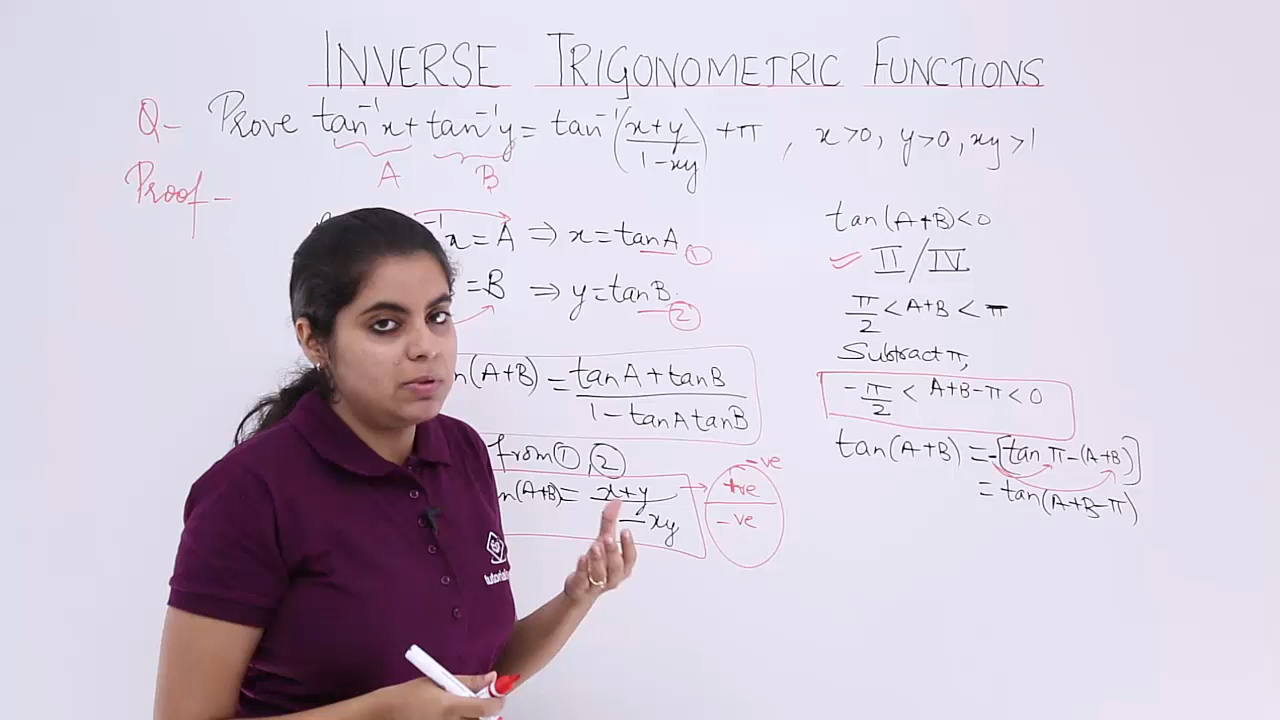 INVERSE TRIGONOMETRIC FUNCTIONS
Q- Prove tan⁻¹x + tan⁻¹y = tan⁻¹((x+y)/(1-xy)) + π , x>0, y>0, xy>1
A B
Proof-
⁻¹x = A ⇒ x = tanA ①
= B ⇒ y = tanB. ②
n(A+B) = (tanA + tanB)/(1 - tanA tanB)
from ①, ②
n(A+B) = (x+y)/( - xy)
-ve
+ve
-ve
tan(A+B) < 0
II / IV
π/2 < A+B < π
Subtract π,
-π/2 < A+B-π < 0
tan(A+B) = -[tan π-(A+B)]
= tan(A+B-π)
tutorial